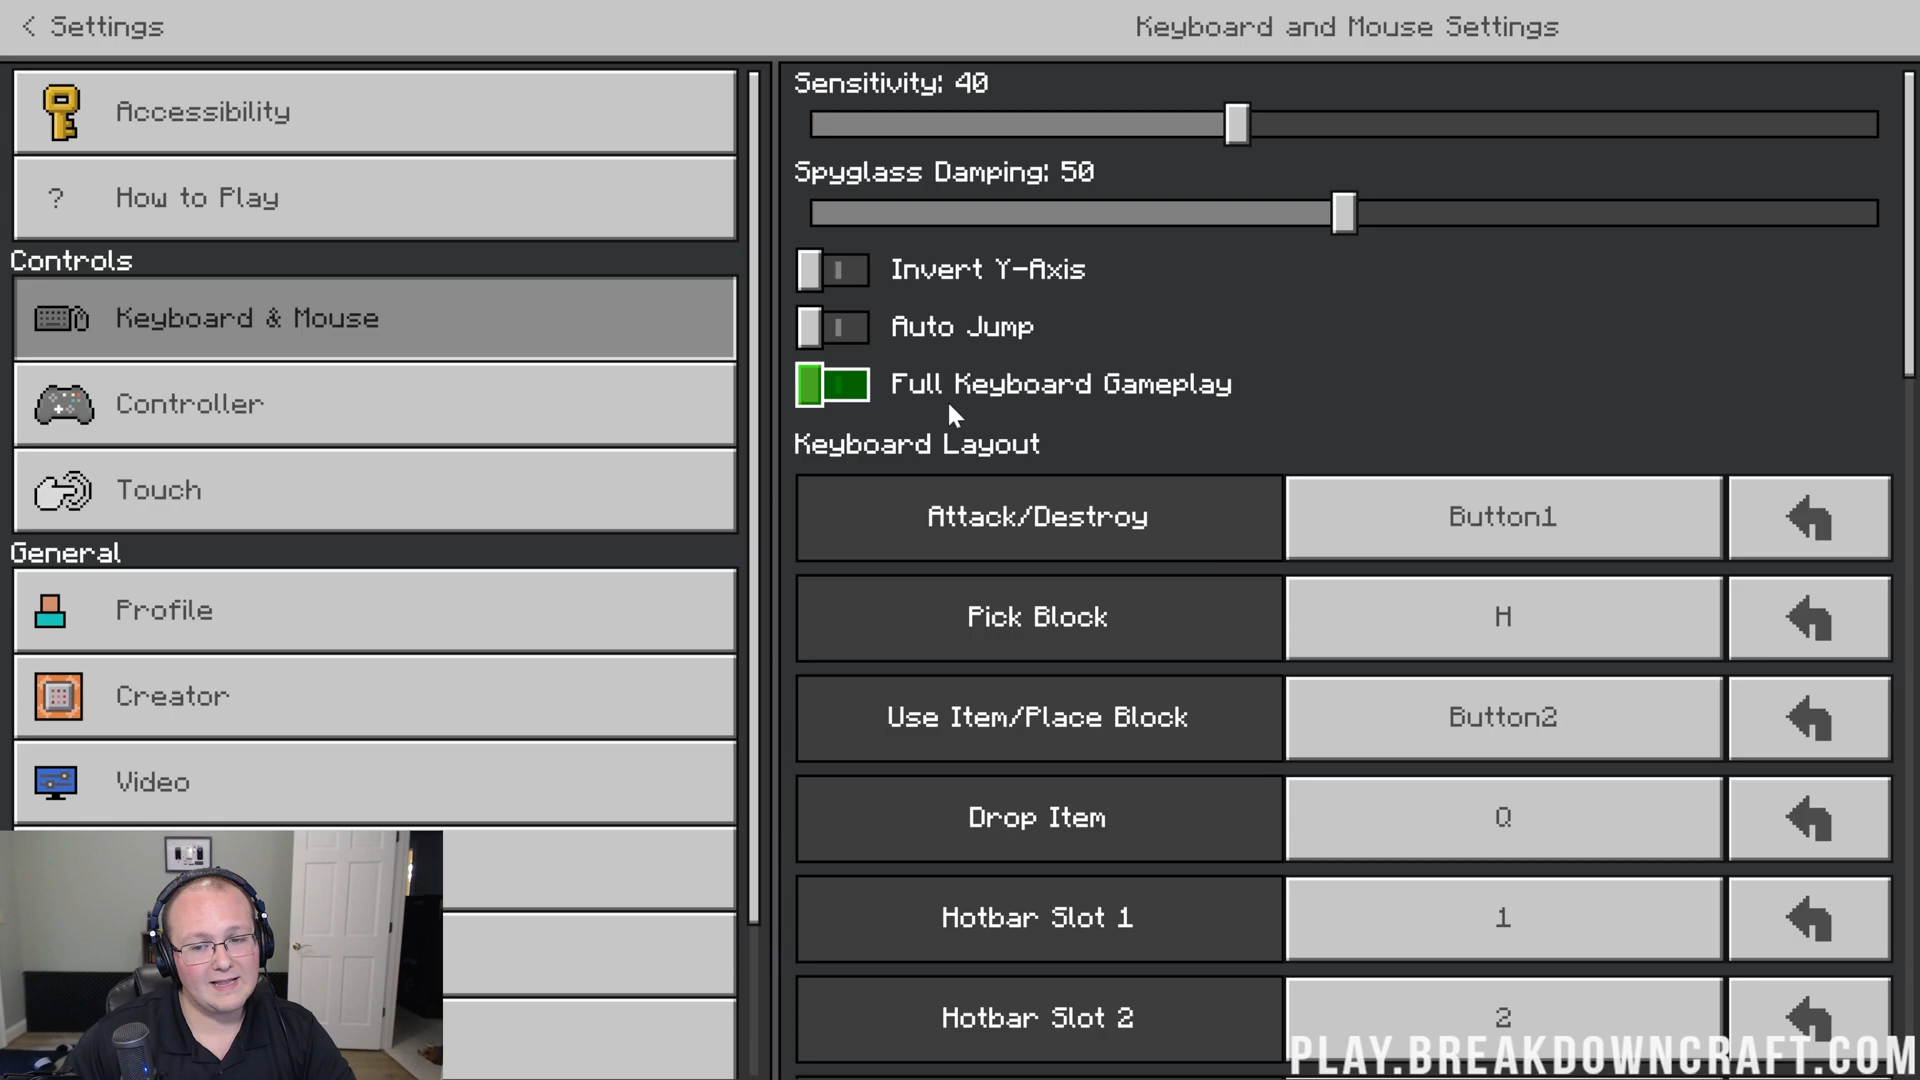 < Settings
Keyboard and Mouse Settings
Accessibility
? How to Play
Controls
Keyboard & Mouse
Controller
Touch
General
Profile
Creator
Video
Sensitivity: 40
Spyglass Damping: 50
Invert Y-Axis
Auto Jump
Full Keyboard Gameplay
Keyboard Layout
Attack/Destroy Button1
Pick Block H
Use Item/Place Block Button2
Drop Item Q
Hotbar Slot 1 1
Hotbar Slot 2 2
PLAY.BREAKDOWNCRAFT.COM